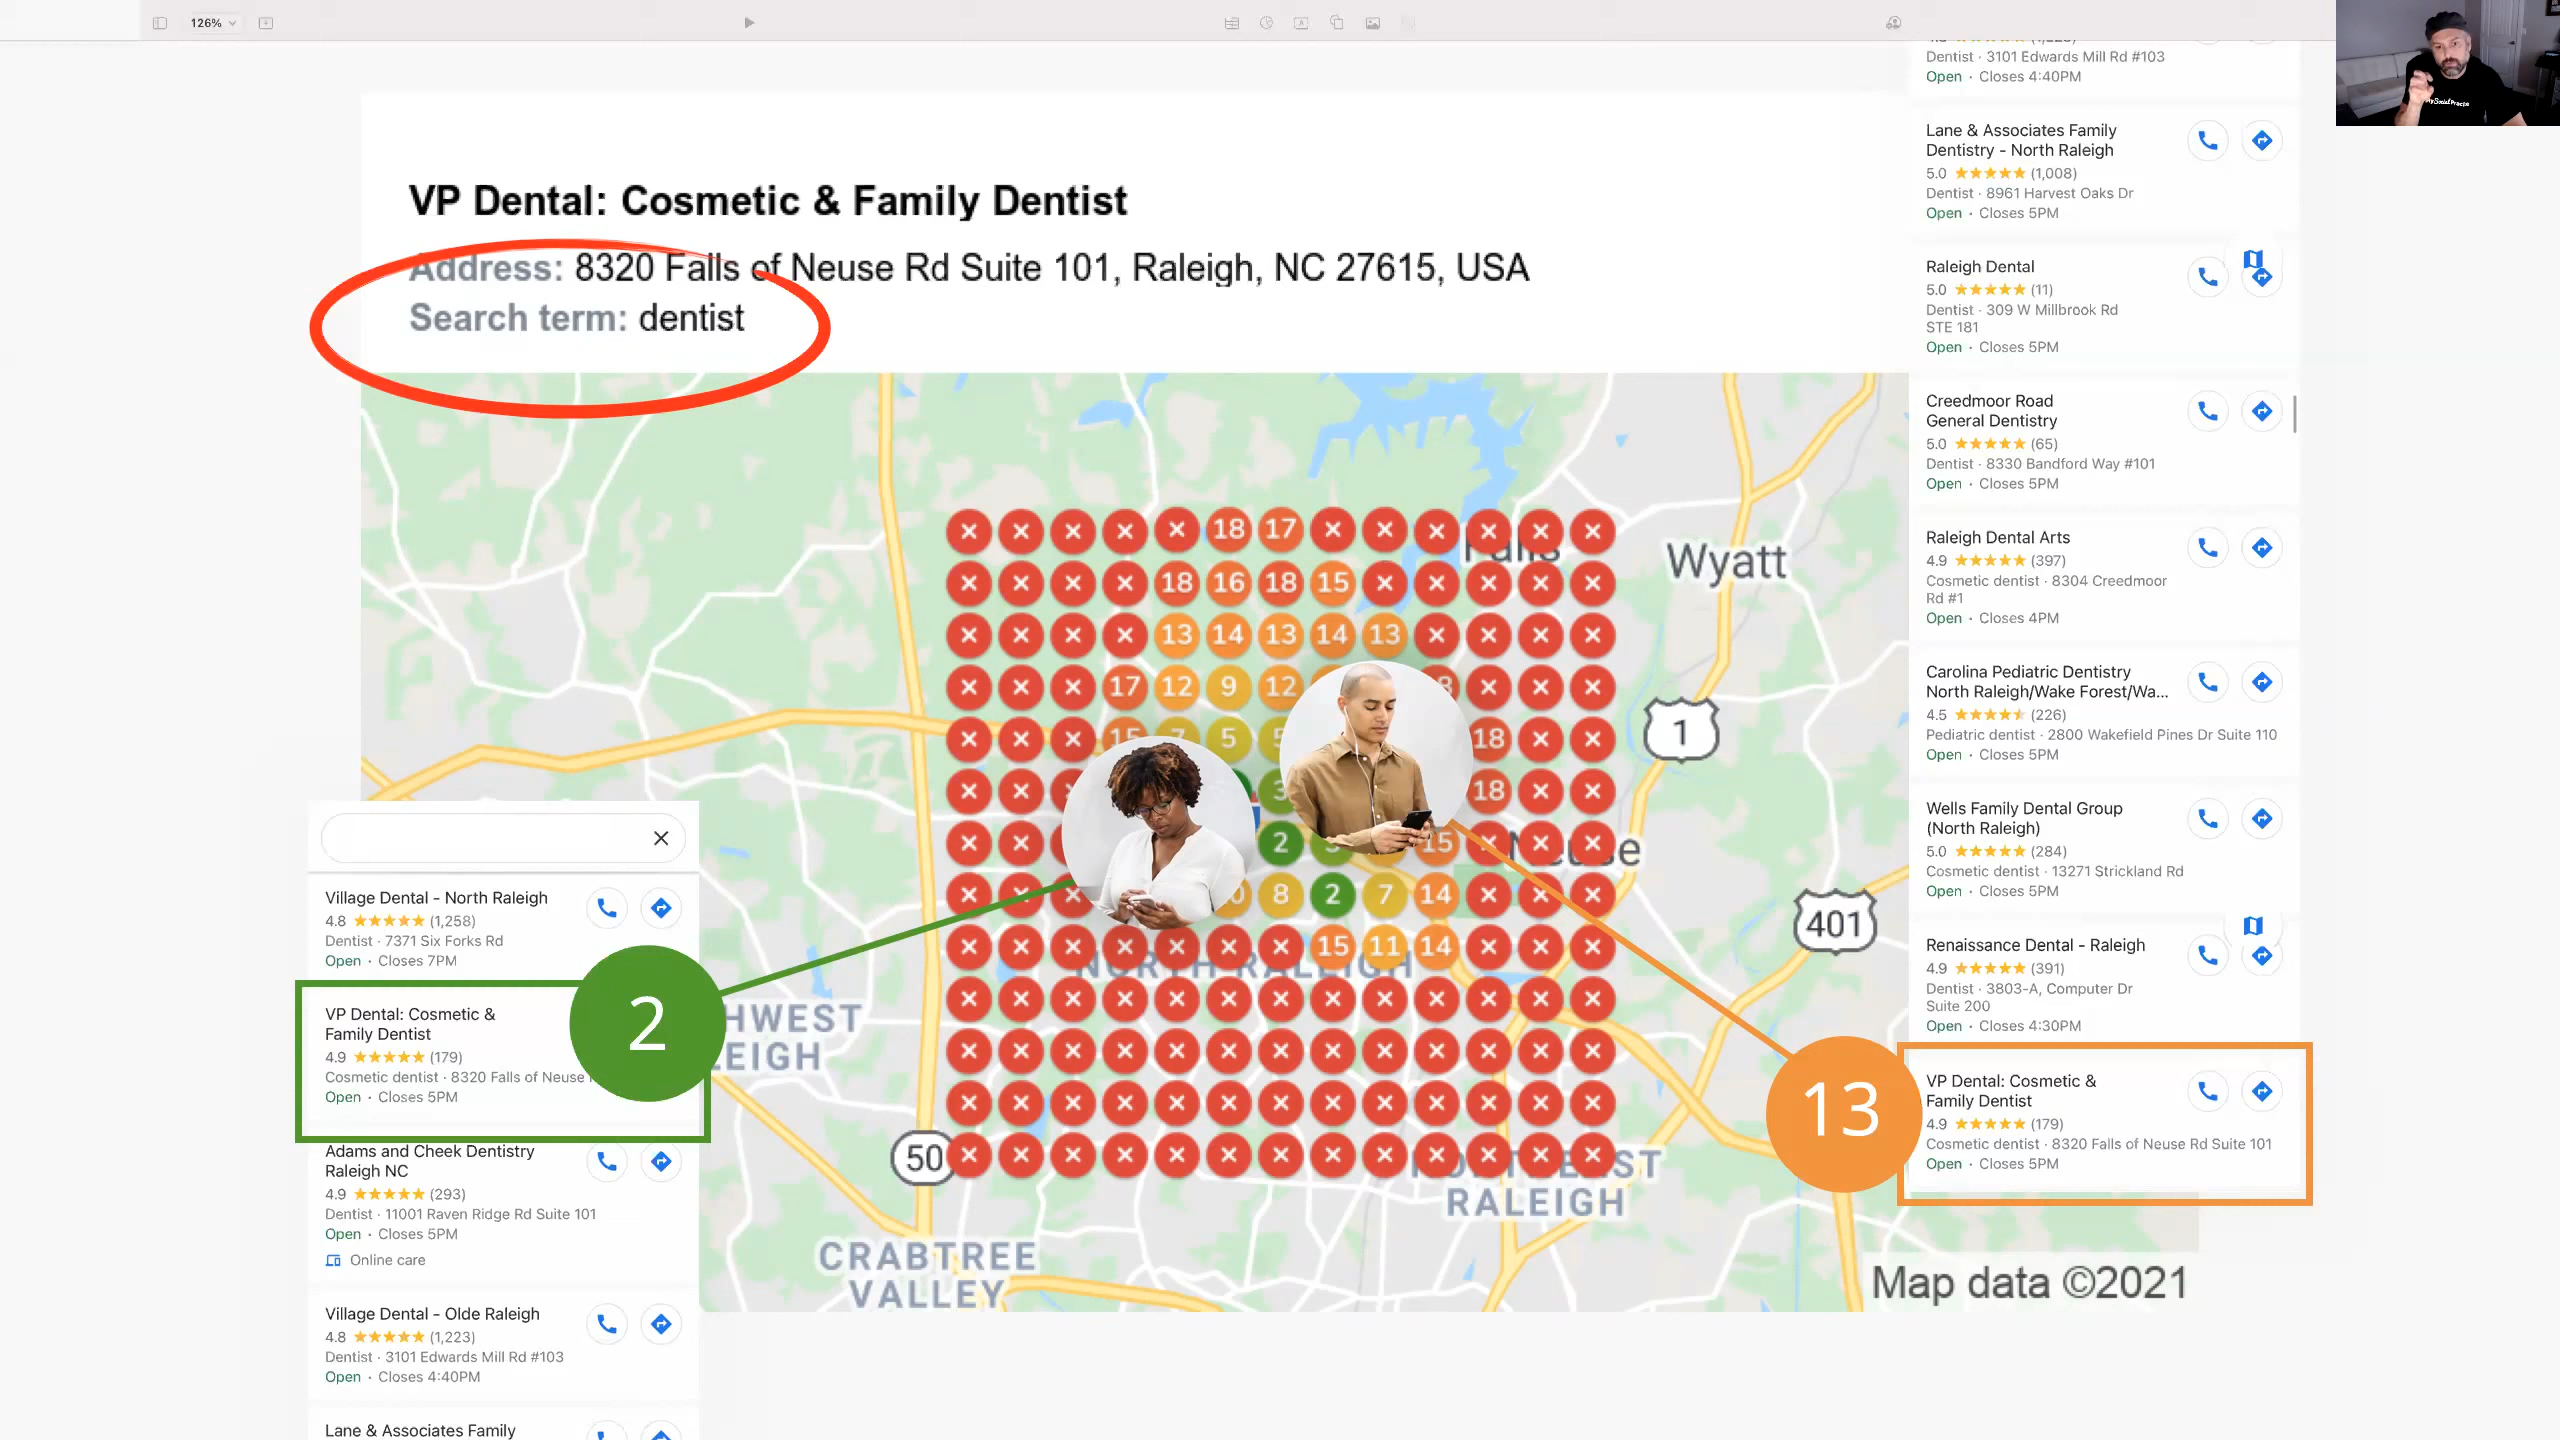 126%
VP Dental: Cosmetic & Family Dentist
Address: 8320 Falls of Neuse Rd Suite 101, Raleigh, NC 27615, USA
Search term: dentist
18 17
18 16 18 15
13 14 13 14 13
17 12 9 12
15 7 5 5 18
3 18
2 15
8 2 7 14
15 11 14
Falls
Wyatt
1
Neuse
401
NORTH RALEIGH
50
RALEIGH
CRABTREE
VALLEY
Map data ©2021
Village Dental - North Raleigh
4.8 (1,258)
Dentist · 7371 Six Forks Rd
Open · Closes 7PM
VP Dental: Cosmetic &
Family Dentist
4.9 (179)
Cosmetic dentist · 8320 Falls of Neuse
Open · Closes 5PM
2
Adams and Cheek Dentistry
Raleigh NC
4.9 (293)
Dentist · 11001 Raven Ridge Rd Suite 101
Open · Closes 5PM
Online care
Village Dental - Olde Raleigh
4.8 (1,223)
Dentist · 3101 Edwards Mill Rd #103
Open · Closes 4:40PM
Lane & Associates Family
Dentist · 3101 Edwards Mill Rd #103
Open · Closes 4:40PM
Lane & Associates Family
Dentistry - North Raleigh
5.0 (1,008)
Dentist · 8961 Harvest Oaks Dr
Open · Closes 5PM
Raleigh Dental
5.0 (11)
Dentist · 309 W Millbrook Rd
STE 181
Open · Closes 5PM
Creedmoor Road
General Dentistry
5.0 (65)
Dentist · 8330 Bandford Way #101
Open · Closes 5PM
Raleigh Dental Arts
4.9 (397)
Cosmetic dentist · 8304 Creedmoor
Rd #1
Open · Closes 4PM
Carolina Pediatric Dentistry
North Raleigh/Wake Forest/Wa...
4.5 (226)
Pediatric dentist · 2800 Wakefield Pines Dr Suite 110
Open · Closes 5PM
Wells Family Dental Group
(North Raleigh)
5.0 (284)
Cosmetic dentist · 13271 Strickland Rd
Open · Closes 5PM
Renaissance Dental - Raleigh
4.9 (391)
Dentist · 3803-A, Computer Dr
Suite 200
Open · Closes 4:30PM
13
VP Dental: Cosmetic &
Family Dentist
4.9 (179)
Cosmetic dentist · 8320 Falls of Neuse Rd Suite 101
Open · Closes 5PM